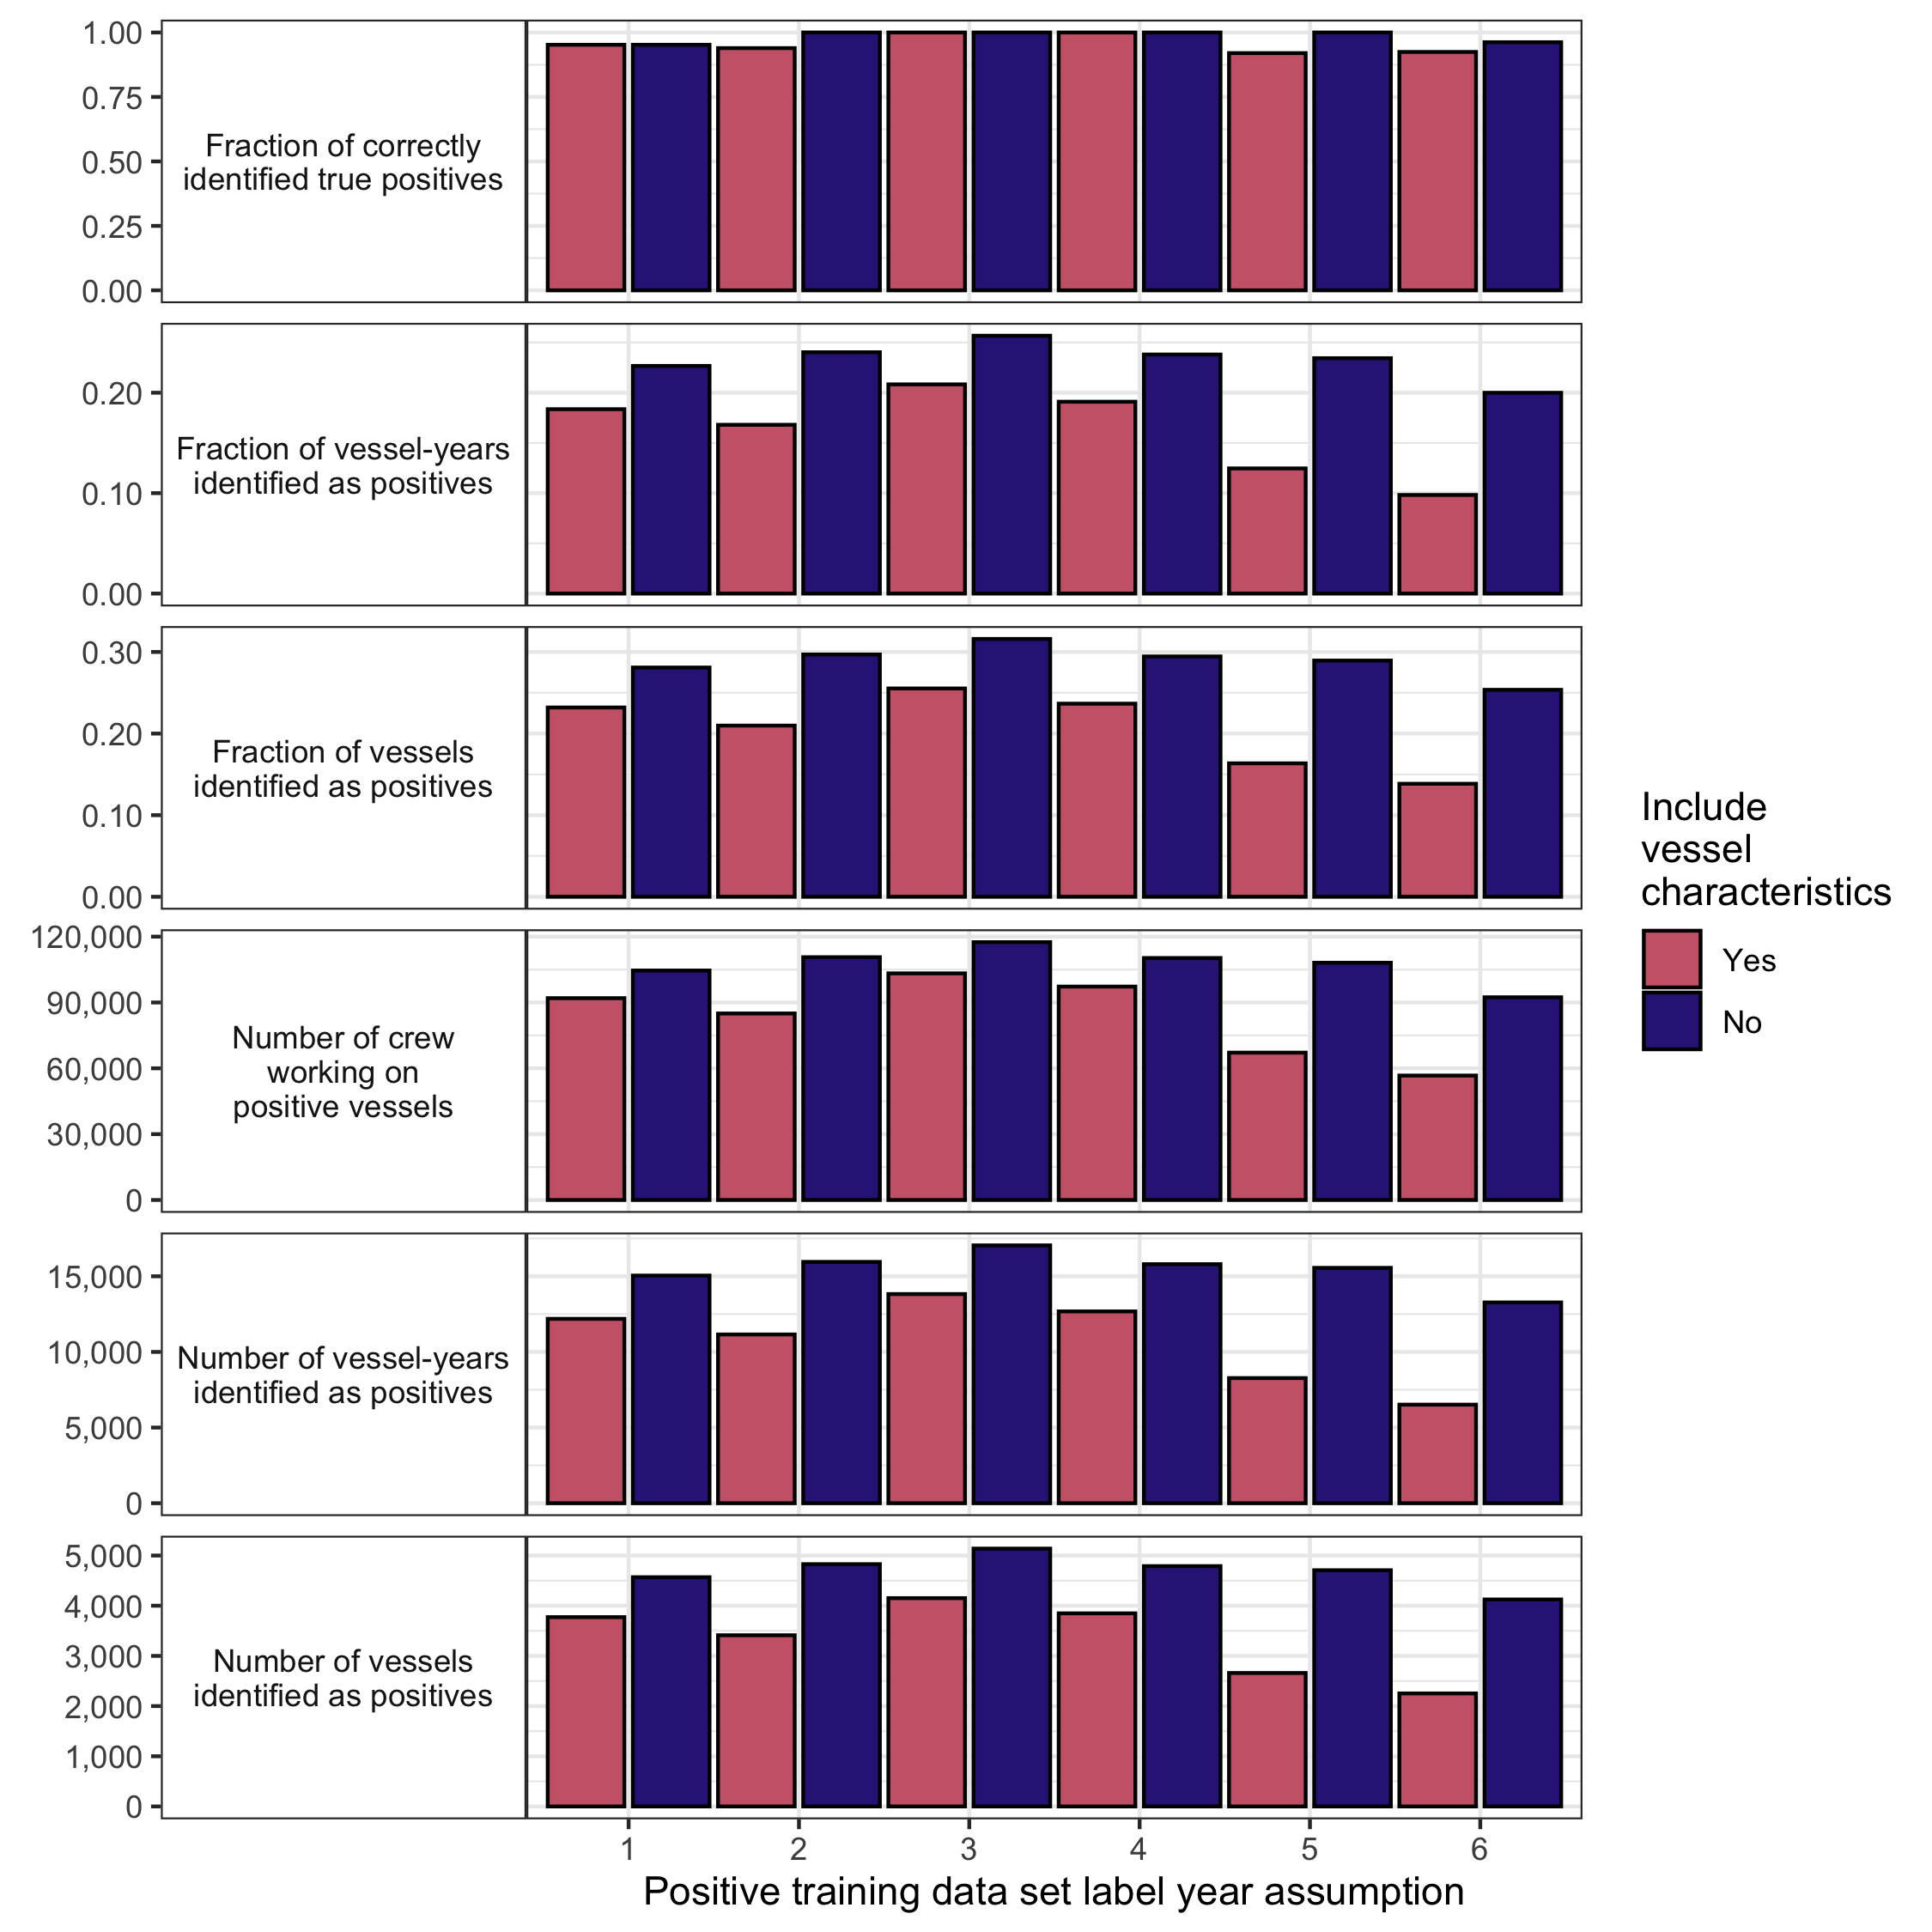 1.00
0.75
0.50
0.25
0.00
Fraction of correctly
identified true positives
0.20
0.10
0.00
Fraction of vessel-years
identified as positives
0.30
0.20
0.10
0.00
Fraction of vessels
identified as positives
120,000
90,000
60,000
30,000
0
Number of crew
working on
positive vessels
15,000
10,000
5,000
0
Number of vessel-years
identified as positives
5,000
4,000
3,000
2,000
1,000
0
Number of vessels
identified as positives
1 2 3 4 5 6
Positive training data set label year assumption
Include
vessel
characteristics
Yes
No